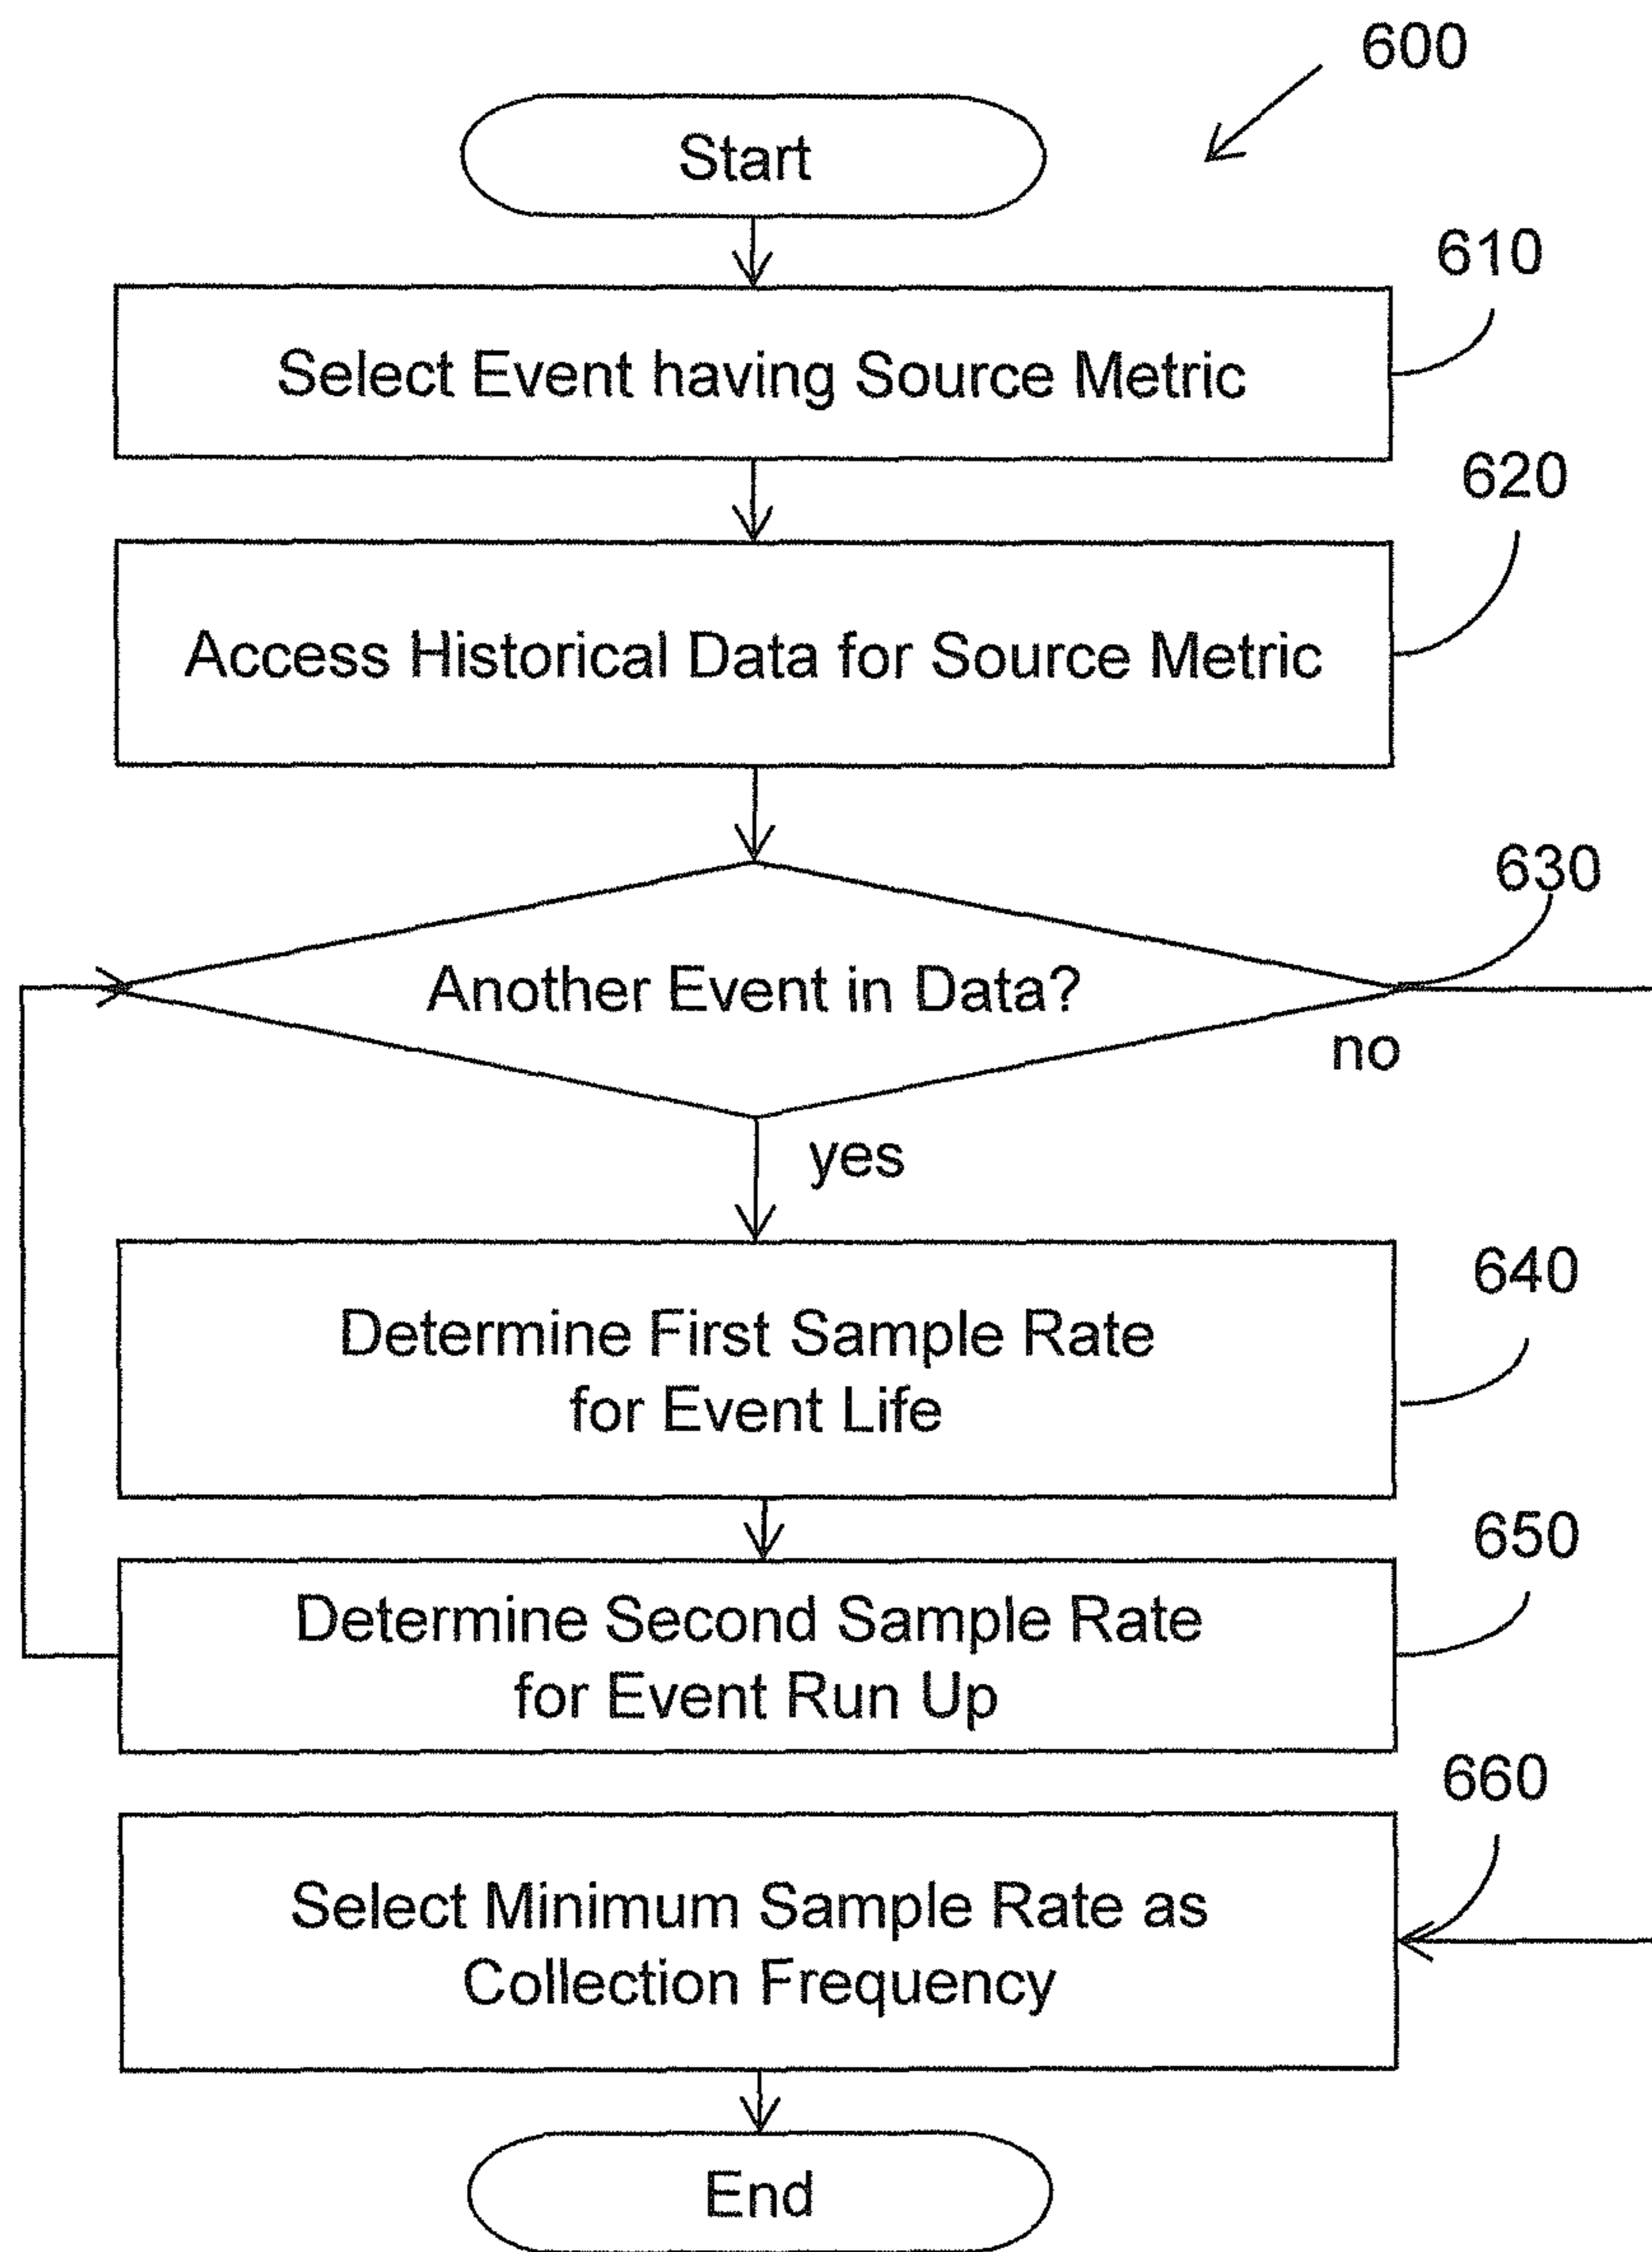 600
Start
610
Select Event having Source Metric
620
Access Historical Data for Source Metric
630
Another Event in Data?
no
yes
640
Determine First Sample Rate
for Event Life
650
Determine Second Sample Rate
for Event Run Up
660
Select Minimum Sample Rate as
Collection Frequency
End